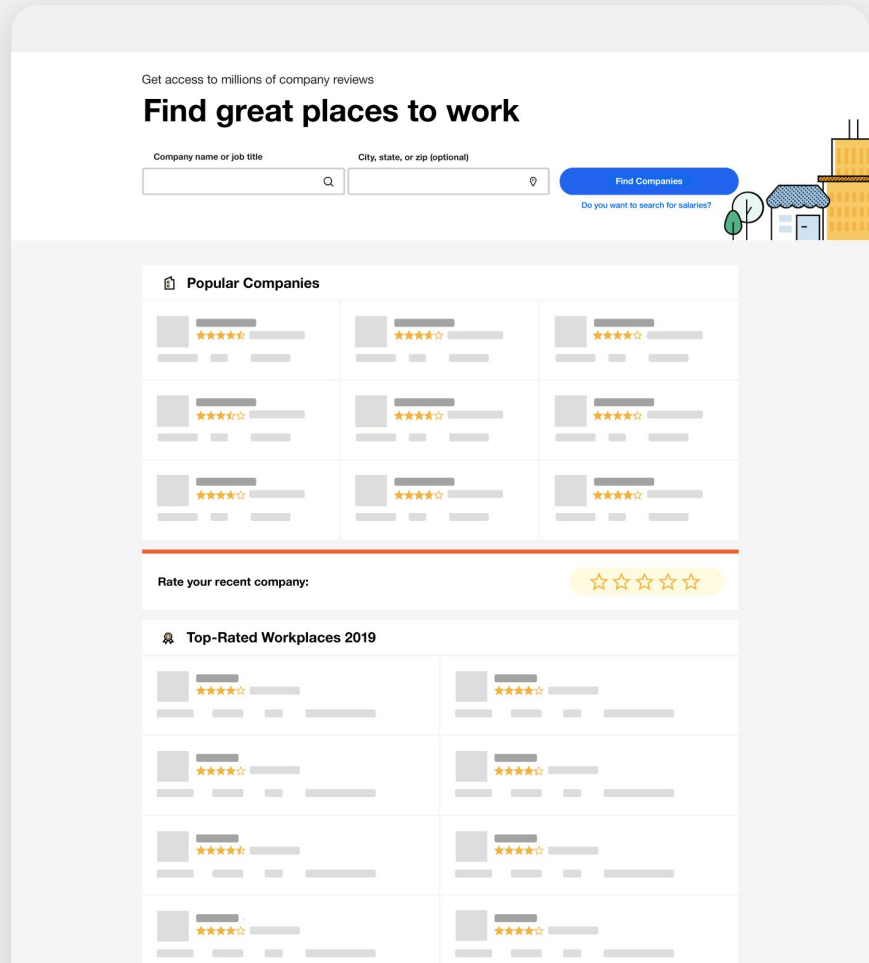 Get access to millions of company reviews
Find great places to work
Company name or job title
City, state, or zip (optional)
Find Companies
Do you want to search for salaries?
Popular Companies
Rate your recent company:
Top-Rated Workplaces 2019